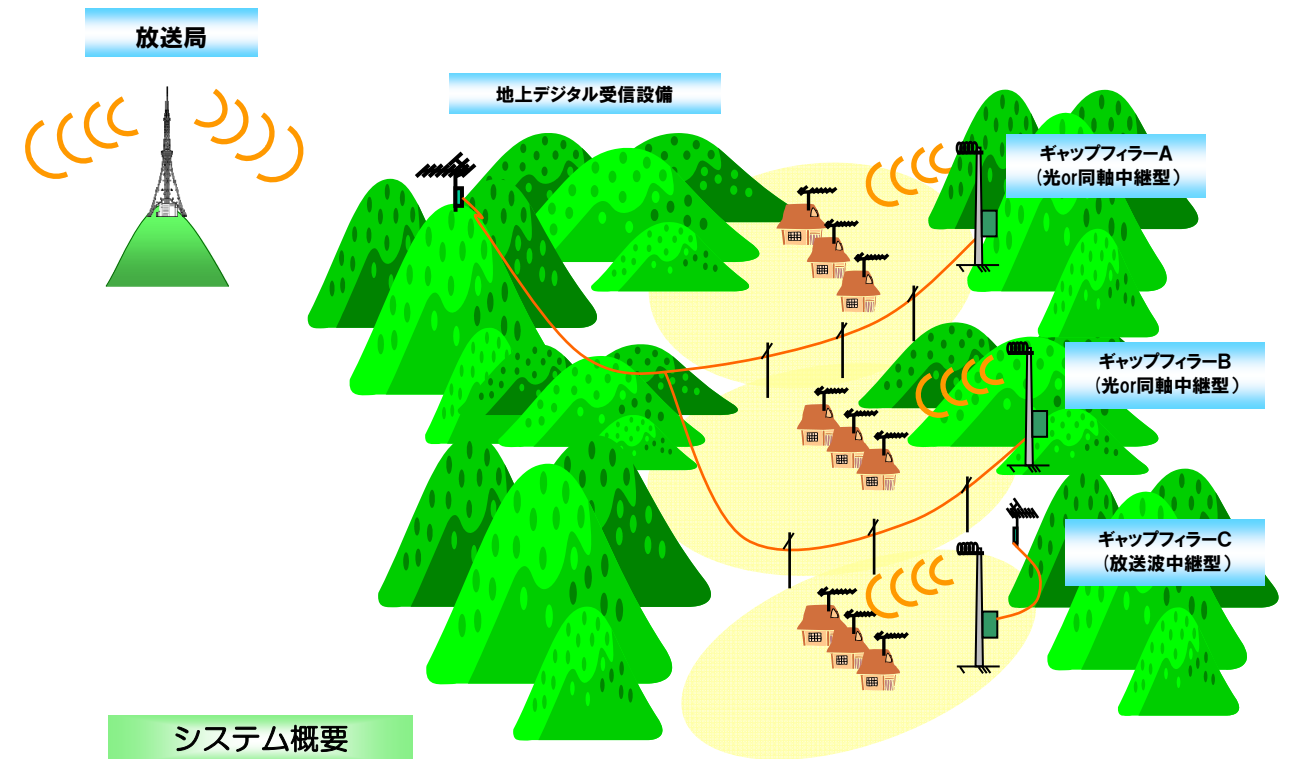 放送局
地上デジタル受信設備
ギャップフィラーA
（光or同軸中継型）
ギャップフィラーB
（光or同軸中継型）
ギャップフィラーC
（放送波中継型）
システム概要